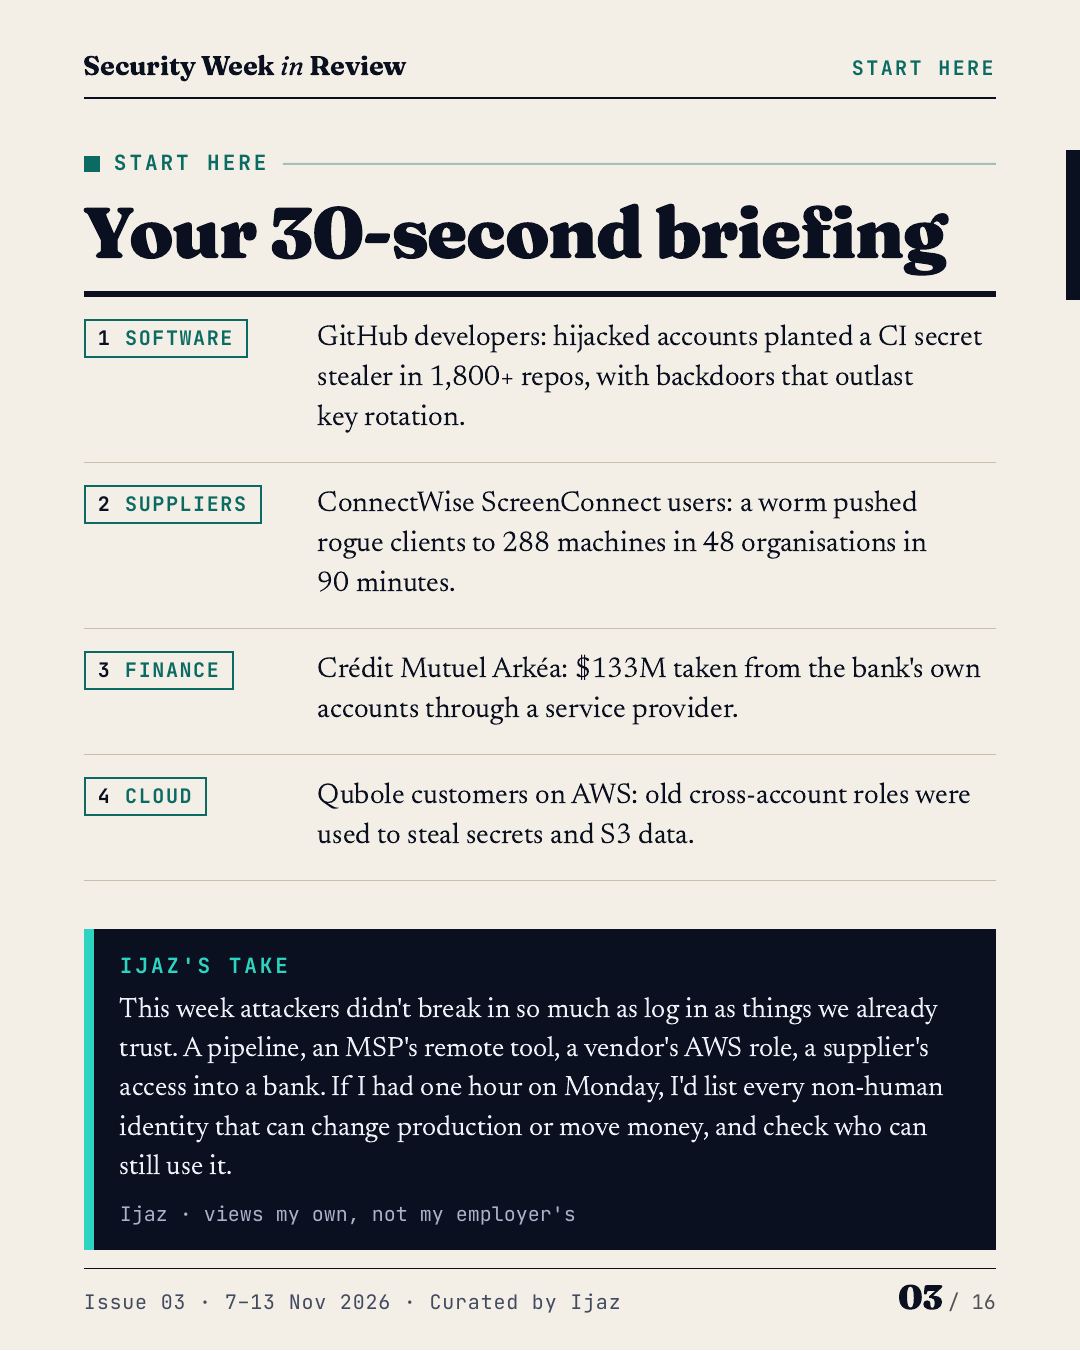 Security Week in Review
START HERE
START HERE
Your 30-second briefing
1 SOFTWARE
GitHub developers: hijacked accounts planted a CI secret
stealer in 1,800+ repos, with backdoors that outlast
key rotation.
2 SUPPLIERS
ConnectWise ScreenConnect users: a worm pushed
rogue clients to 288 machines in 48 organisations in
90 minutes.
3 FINANCE
Crédit Mutuel Arkéa: $133M taken from the bank's own
accounts through a service provider.
4 CLOUD
Qubole customers on AWS: old cross-account roles were
used to steal secrets and S3 data.
IJAZ'S TAKE
This week attackers didn't break in so much as log in as things we already
trust. A pipeline, an MSP's remote tool, a vendor's AWS role, a supplier's
access into a bank. If I had one hour on Monday, I'd list every non-human
identity that can change production or move money, and check who can
still use it.
Ijaz · views my own, not my employer's
Issue 03 · 7–13 Nov 2026 · Curated by Ijaz
03 / 16